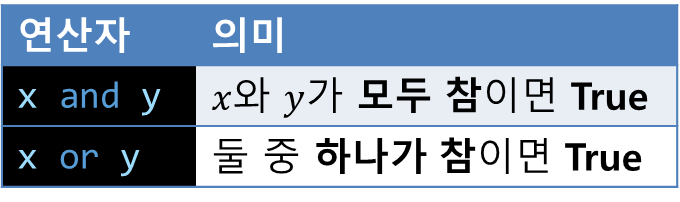 연산자 의미
x and y x와 y가 모두 참이면 True
x or y 둘 중 하나가 참이면 True